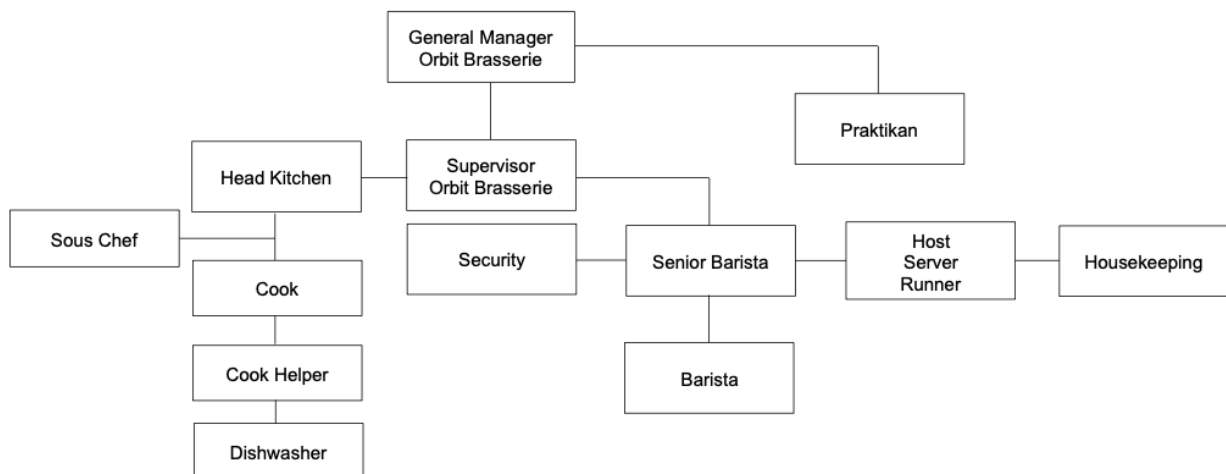 General Manager
Orbit Brasserie
Praktikan
Head Kitchen
Supervisor
Orbit Brasserie
Sous Chef
Security
Senior Barista
Host
Server
Runner
Housekeeping
Cook
Cook Helper
Barista
Dishwasher